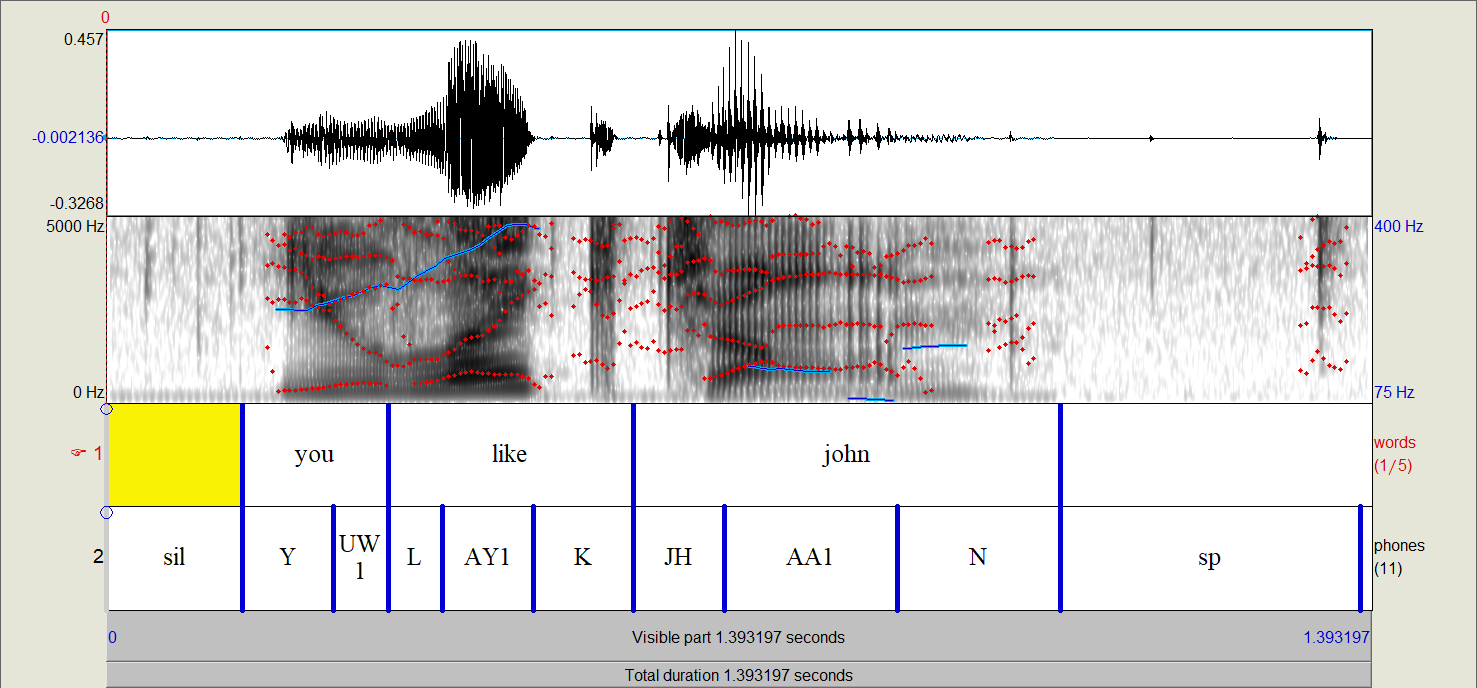 0
0.457
-0.002136
-0.3268
5000 Hz
400 Hz
0 Hz
75 Hz
☞ 1
you
like
john
words
(1/5)
2
sil
Y
UW
1
L
AY1
K
JH
AA1
N
sp
phones
(11)
0
Visible part 1.393197 seconds
1.393197
Total duration 1.393197 seconds